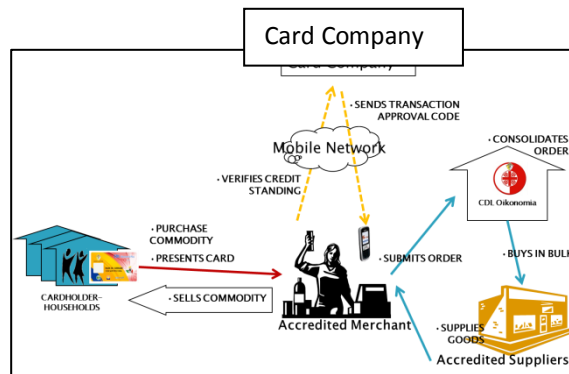 Card Company
Card Company
· SENDS TRANSACTION
APPROVAL CODE
Mobile Network
· CONSOLIDATES
ORDER
· VERIFIES CREDIT
STANDING
CDL Oikonomia
· PURCHASE
COMMODITY
· PRESENTS CARD
· SUBMITS ORDER
· BUYS IN BULK
· SELLS COMMODITY
CARDHOLDER-
HOUSEHOLDS
Accredited Merchant
· SUPPLIES
GOODS
Accredited Suppliers